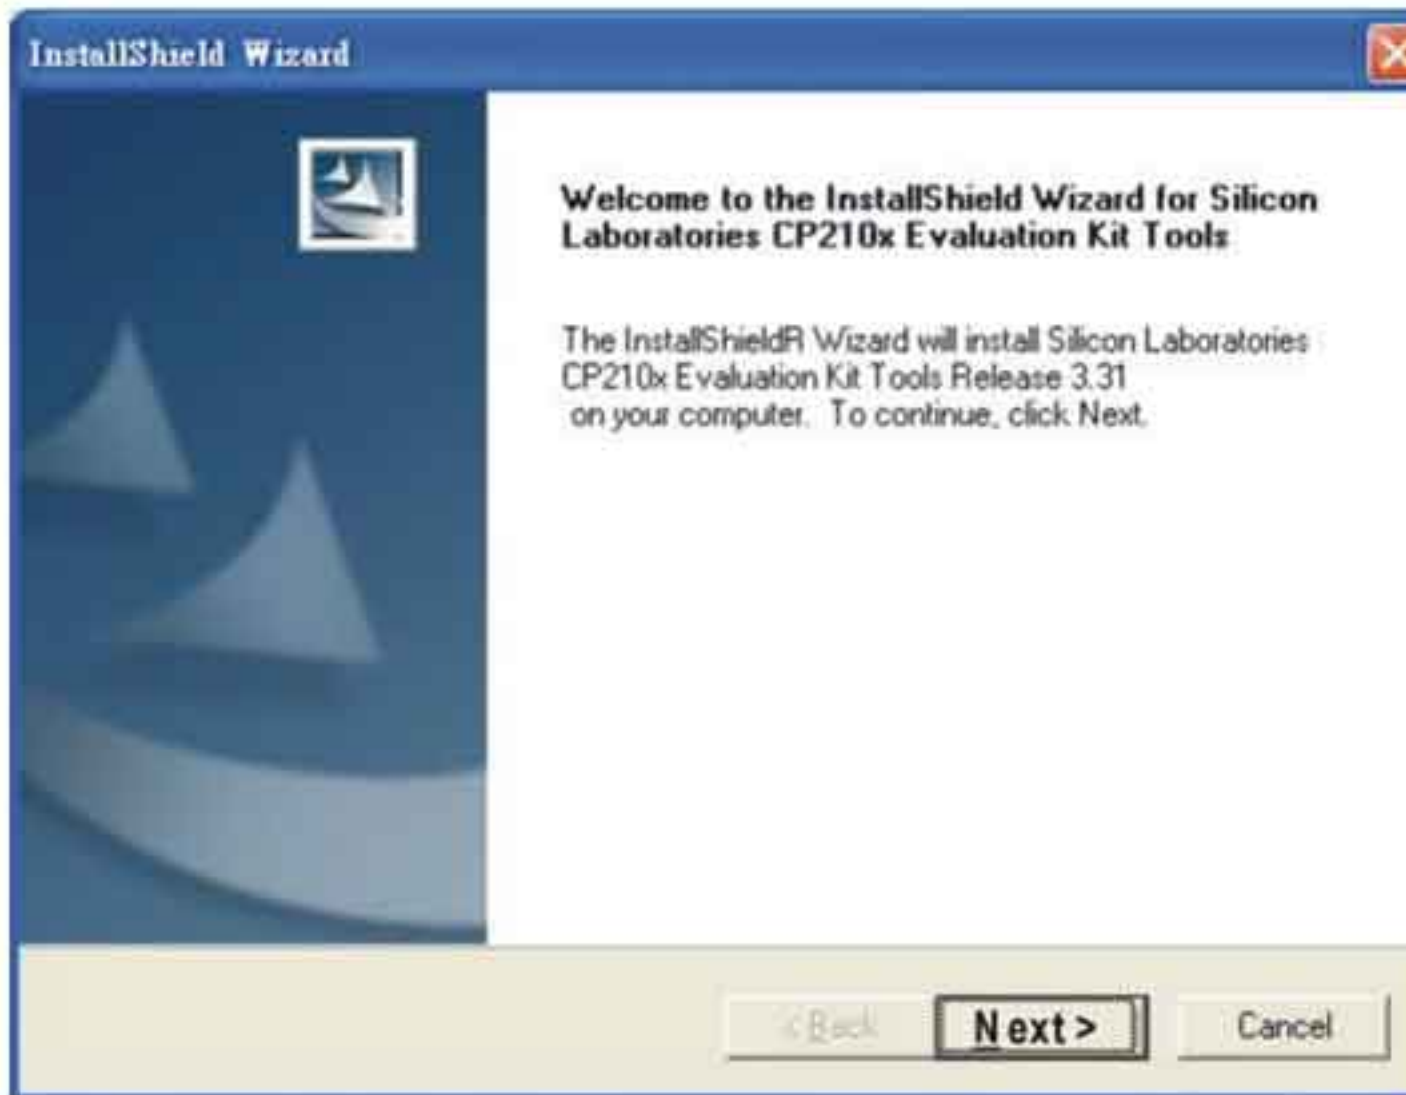 InstallShield Wizard
Welcome to the InstallShield Wizard for Silicon
Laboratories CP210x Evaluation Kit Tools
The InstallShieldR Wizard will install Silicon Laboratories
CP210x Evaluation Kit Tools Release 3.31
on your computer. To continue, click Next.
< Back
Next >
Cancel